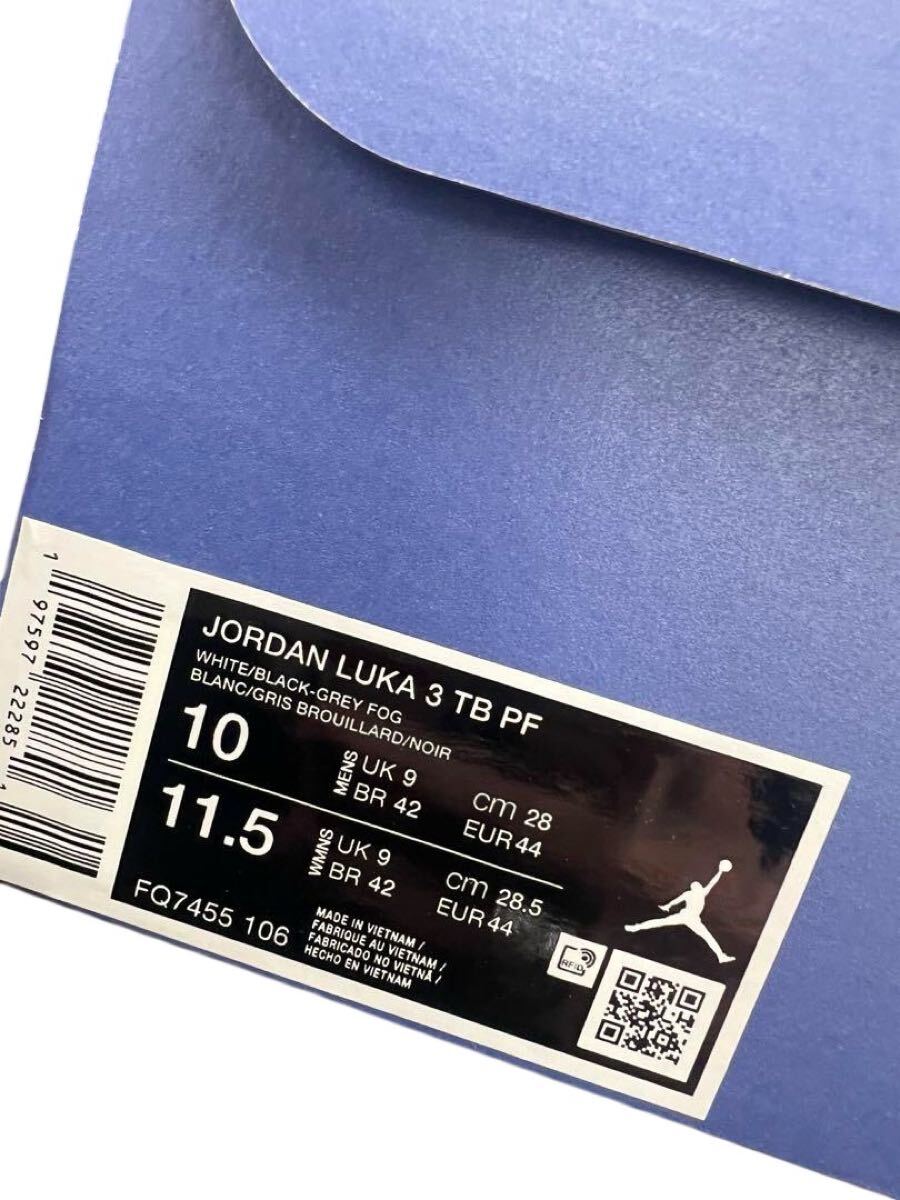 JORDAN LUKA 3 TB PF
WHITE/BLACK-GREY FOG
BLANC/GRIS BROUILLARD/NOIR
10 MENS UK 9 cm 28
BR 42 EUR 44
11.5 WMNS UK 9 cm 28.5
BR 42 EUR 44
FQ7455 106
MADE IN VIETNAM /
FABRIQUE AU VIETNAM /
FABRICADO NO VIETNÃ /
HECHO EN VIETNAM
RFID
1 97597 22285 1